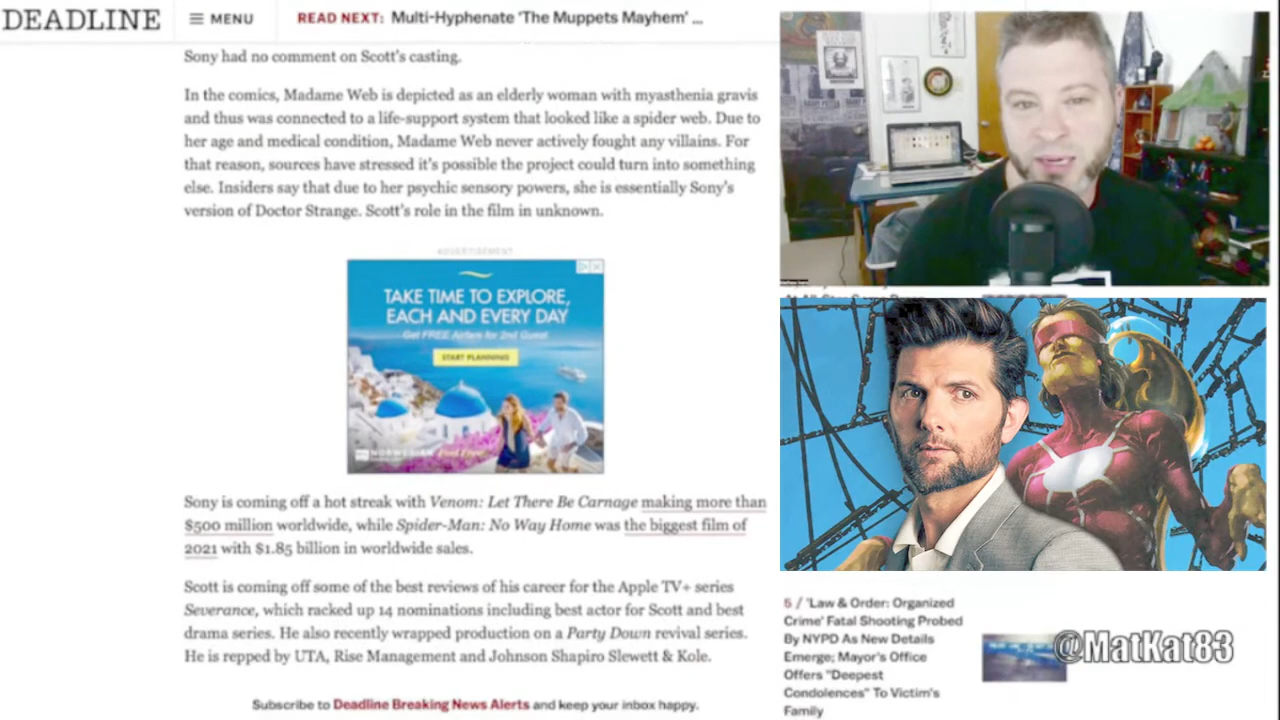 DEADLINE
MENU
READ NEXT: Multi-Hyphenate 'The Muppets Mayhem' ...
Sony had no comment on Scott's casting.
In the comics, Madame Web is depicted as an elderly woman with myasthenia gravis
and thus was connected to a life-support system that looked like a spider web. Due to
her age and medical condition, Madame Web never actively fought any villains. For
that reason, sources have stressed it's possible the project could turn into something
else. Insiders say that due to her psychic sensory powers, she is essentially Sony's
version of Doctor Strange. Scott's role in the film in unknown.
ADVERTISEMENT
TAKE TIME TO EXPLORE,
EACH AND EVERY DAY
Get FREE Airfare for 2nd Guest
START PLANNING
NORWEGIAN Feel Free
Sony is coming off a hot streak with Venom: Let There Be Carnage making more than
$500 million worldwide, while Spider-Man: No Way Home was the biggest film of
2021 with $1.85 billion in worldwide sales.
Scott is coming off some of the best reviews of his career for the Apple TV+ series
Severance, which racked up 14 nominations including best actor for Scott and best
drama series. He also recently wrapped production on a Party Down revival series.
He is repped by UTA, Rise Management and Johnson Shapiro Slewett & Kole.
Subscribe to Deadline Breaking News Alerts and keep your inbox happy.
5 / 'Law & Order: Organized
Crime' Fatal Shooting Probed
By NYPD As New Details
Emerge; Mayor's Office
Offers "Deepest
Condolences" To Victim's
Family
@MatKat83